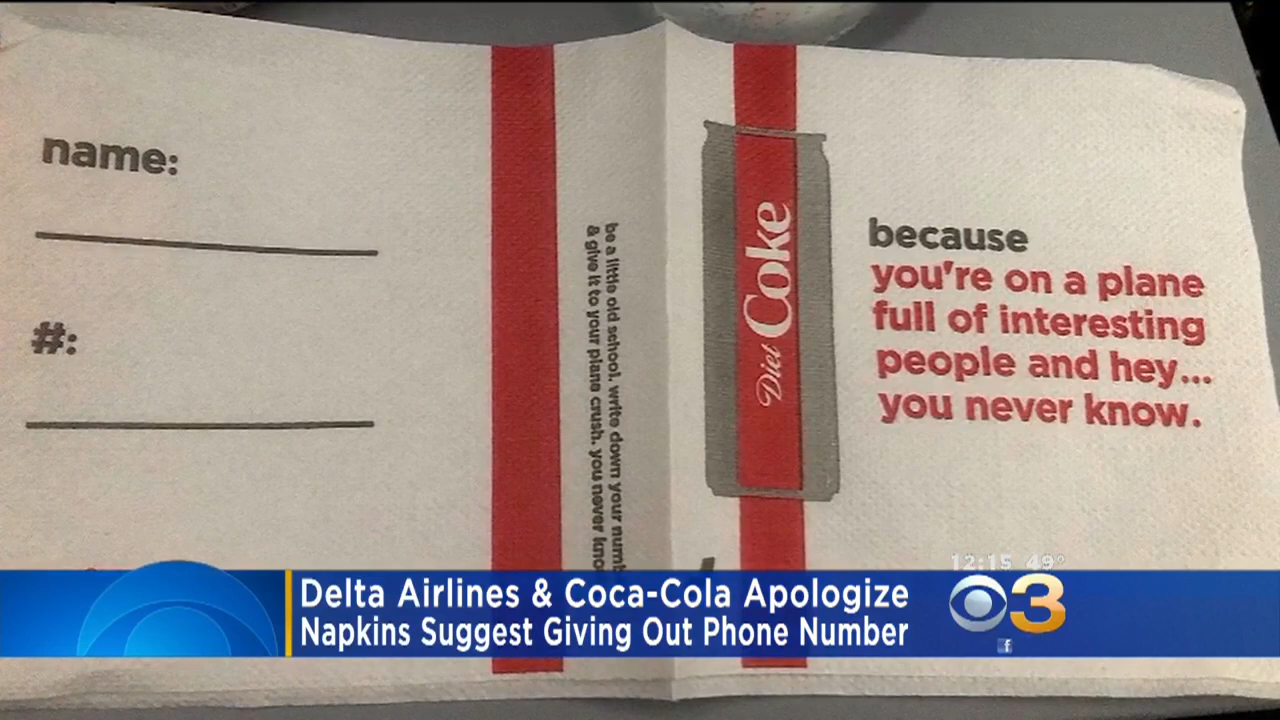 name:
#:
be a little old school. write down your
& give it to your plane crush. you never
Diet Coke
because
you're on a plane
full of interesting
people and hey...
you never know.
12:15 49°
Delta Airlines & Coca-Cola Apologize
Napkins Suggest Giving Out Phone Number
3
f